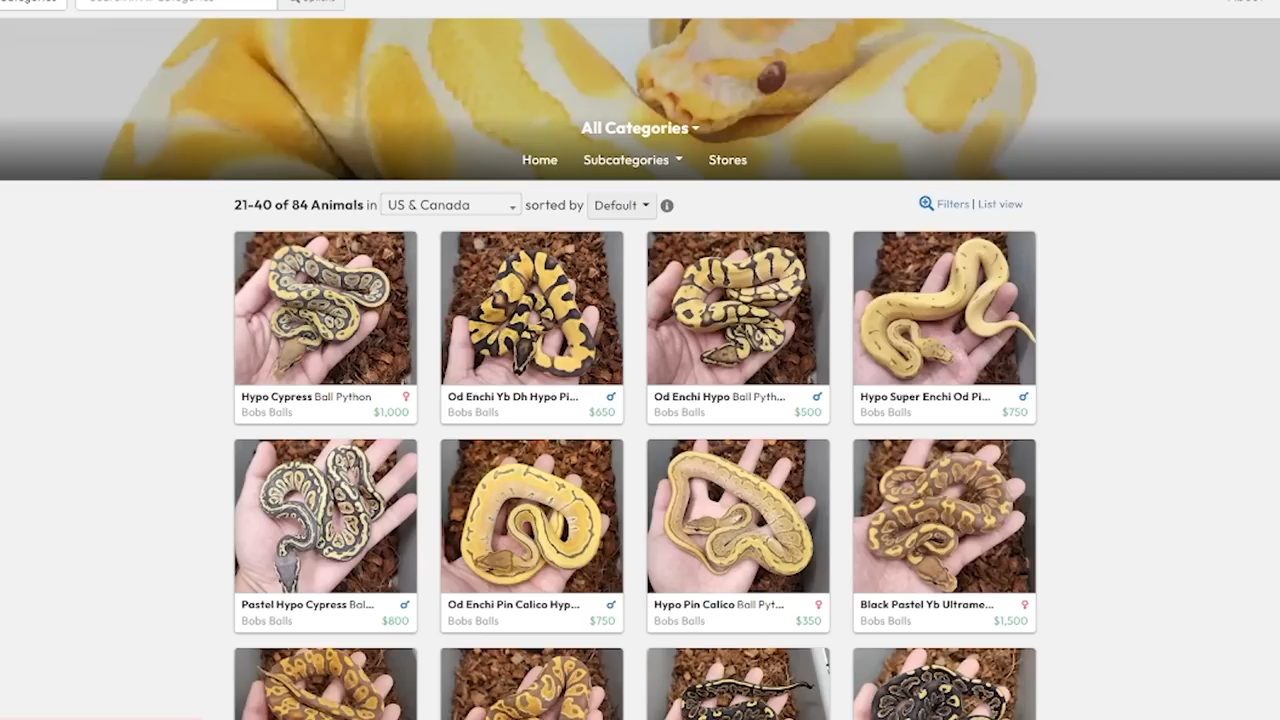 All Categories
Home Subcategories Stores
21-40 of 84 Animals in US & Canada sorted by Default Filters | List view
Hypo Cypress Ball Python ♀
Bobs Balls $1,000
Od Enchi Yb Dh Hypo Pi... ♂
Bobs Balls $650
Od Enchi Hypo Ball Pyth... ♂
Bobs Balls $500
Hypo Super Enchi Od Pi... ♂
Bobs Balls $750
Pastel Hypo Cypress Bal... ♂
Bobs Balls $800
Od Enchi Pin Calico Hyp... ♂
Bobs Balls $750
Hypo Pin Calico Ball Pyt... ♀
Bobs Balls $350
Black Pastel Yb Ultrame... ♀
Bobs Balls $1,500